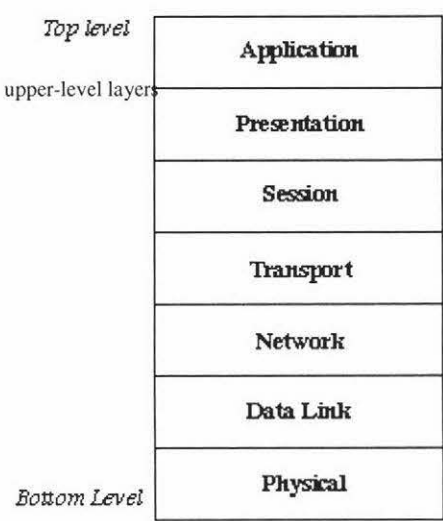 Top level
Application
upper-level layers
Presentation
Session
Transport
Network
Data Link
Physical
Bottom Level